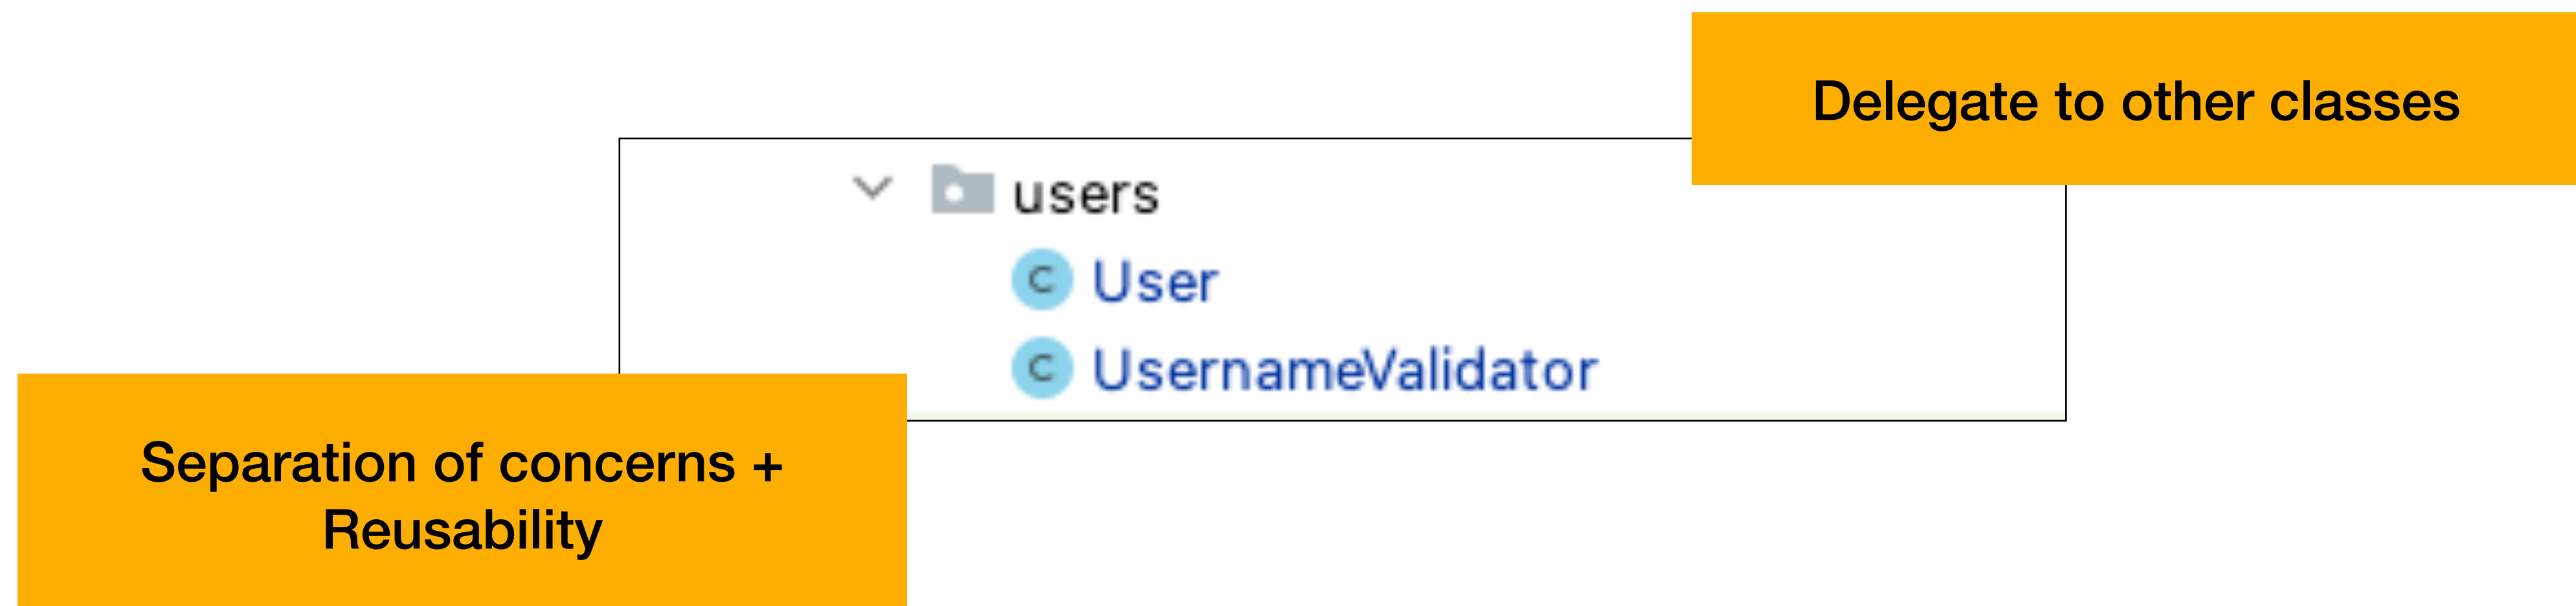 Delegate to other classes
users
C User
C UsernameValidator
Separation of concerns +
Reusability